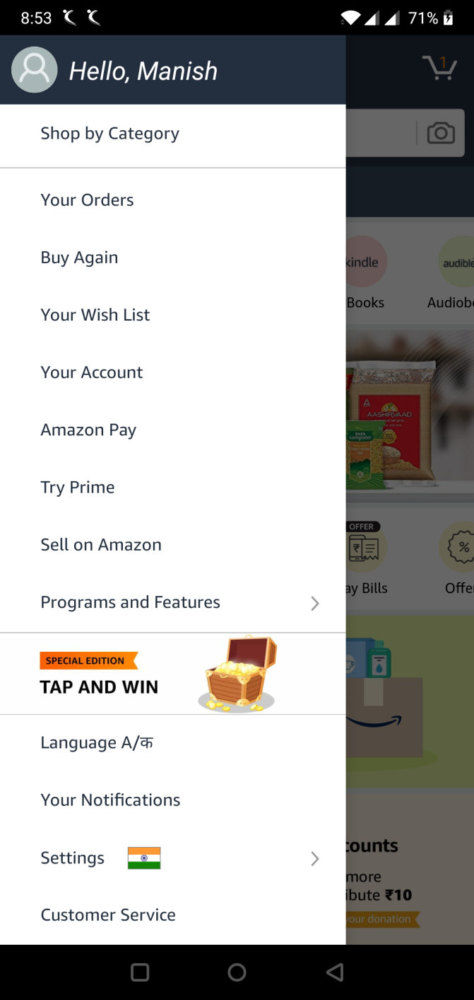 8:53
71%
Hello, Manish
1
Shop by Category
Your Orders
kindle
audible
Buy Again
Books
Your Wish List
Your Account
AASHIRVAAD
TATA
sampann
Amazon Pay
Try Prime
OFFER
Sell on Amazon
₹
%
ay Bills
Offe
Programs and Features
SPECIAL EDITION
TAP AND WIN
Language A/क
Your Notifications
counts
Settings
more
ibute ₹10
Customer Service
your donation